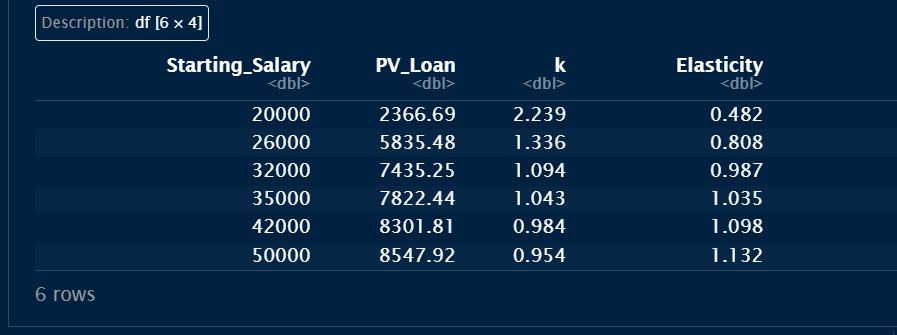 Description: df [6 × 4]
Starting_Salary PV_Loan k Elasticity
<dbl> <dbl> <dbl> <dbl>
20000 2366.69 2.239 0.482
26000 5835.48 1.336 0.808
32000 7435.25 1.094 0.987
35000 7822.44 1.043 1.035
42000 8301.81 0.984 1.098
50000 8547.92 0.954 1.132
6 rows